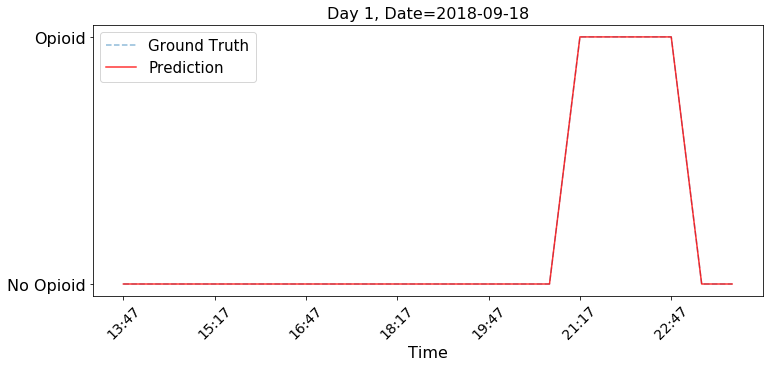 Day 1, Date=2018-09-18
Opioid
Ground Truth
Prediction
No Opioid
13:47
15:17
16:47
18:17
19:47
21:17
22:47
Time